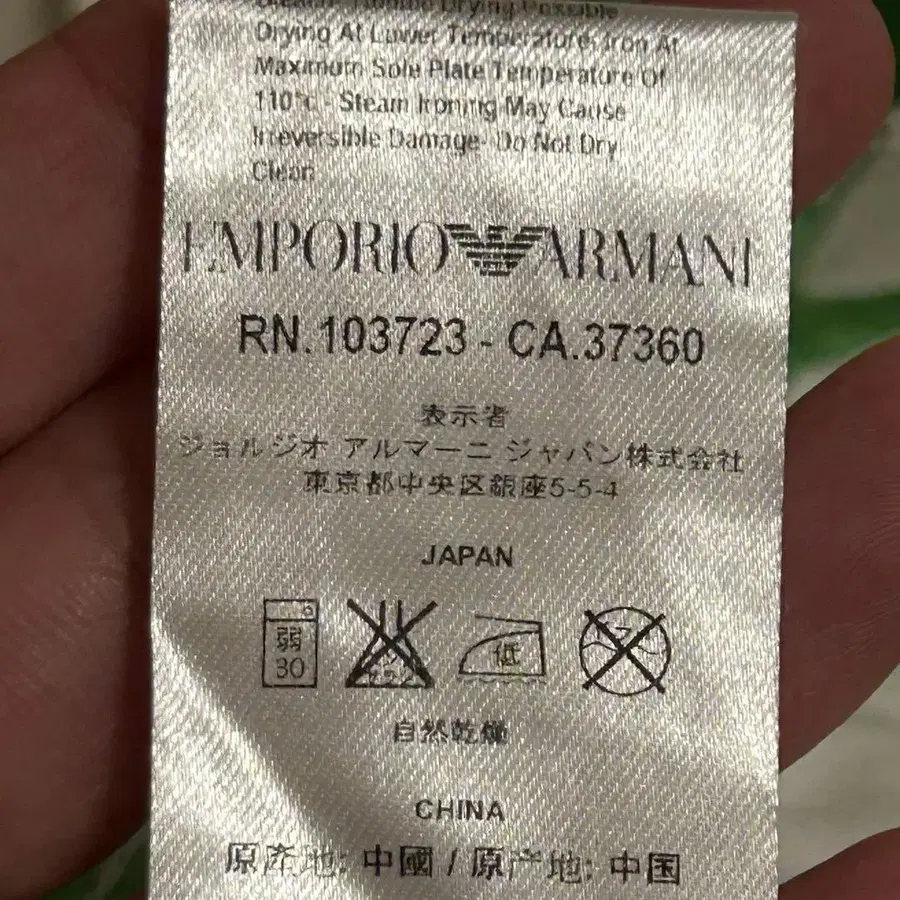 Drying Possible
Drying At Lower Temperature- Iron At
Maximum Sole Plate Temperature Of
110°c - Steam Ironing May Cause
Irreversible Damage- Do Not Dry
Clean
EMPORIO ARMANI
RN.103723 - CA.37360
表示者
ジョルジオ アルマーニ ジャパン株式会社
東京都中央区銀座5-5-4
JAPAN
弱
30
低
自然乾燥
CHINA
原產地: 中國 / 原产地: 中国